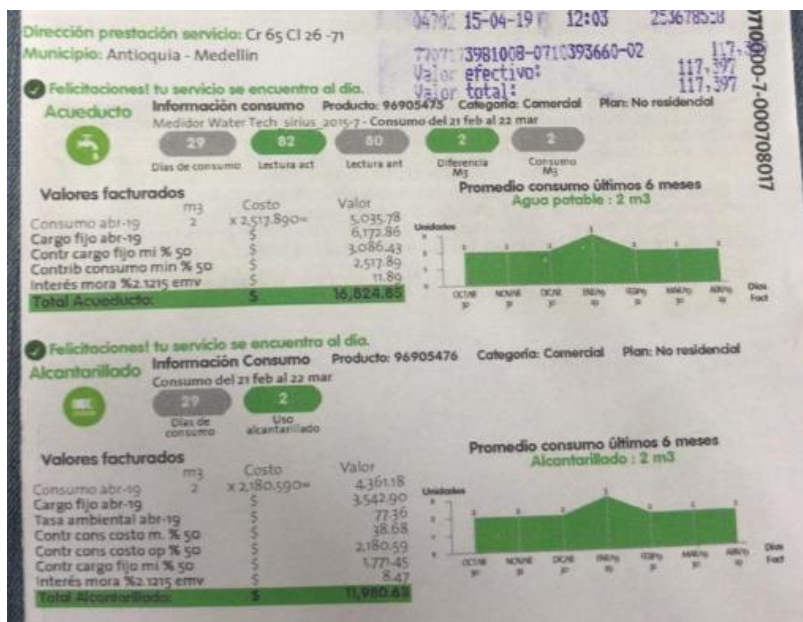 04702 15-04-19 12:03 253678558
Dirección prestación servicio: Cr 65 Cl 26 -71
Municipio: Antioquia - Medellin
3981008-0710393660-02
Valor efectivo: 117,397
Valor total: 117,397
0710000-7-000708017
Felicitaciones! tu servicio se encuentra al día.
Acueducto
Información consumo Producto: 96905475 Categoría: Comercial Plan: No residencial
Medidor Water Tech_sirius_2015-7 - Consumo del 21 feb al 22 mar
29 82 80 2 2
Días de consumo Lectura act Lectura ant Diferencia M3 Consumo M3
Valores facturados
m3 Costo Valor
Consumo abr-19 2 x 2,517.890= 5,035.78
Cargo fijo abr-19 $ 6,172.86
Contr cargo fijo mi % 50 $ 3,086.43
Contrib consumo min % 50 $ 2,517.89
Interés mora %2.1215 emv $ 11.89
Total Acueducto: $ 16,824.85
Promedio consumo últimos 6 meses
Agua potable : 2 m3
Unidades
Días Fact
Felicitaciones! tu servicio se encuentra al día.
Alcantarillado
Información Consumo Producto: 96905476 Categoría: Comercial Plan: No residencial
Consumo del 21 feb al 22 mar
29 2
Días de consumo Uso alcantarillado
Valores facturados
m3 Costo Valor
Consumo abr-19 2 x 2,180.590= 4,361.18
Cargo fijo abr-19 $ 3,542.90
Tasa ambiental abr-19 $ 77.36
Contr cons costo m. % 50 $ 38.68
Contr cons costo op % 50 $ 2,180.59
Contr cargo fijo mi % 50 $ 1,771.45
Interés mora %2.1215 emv $ 8.47
Total Alcantarillado: $ 11,980.63
Promedio consumo últimos 6 meses
Alcantarillado : 2 m3
Unidades
Días Fact